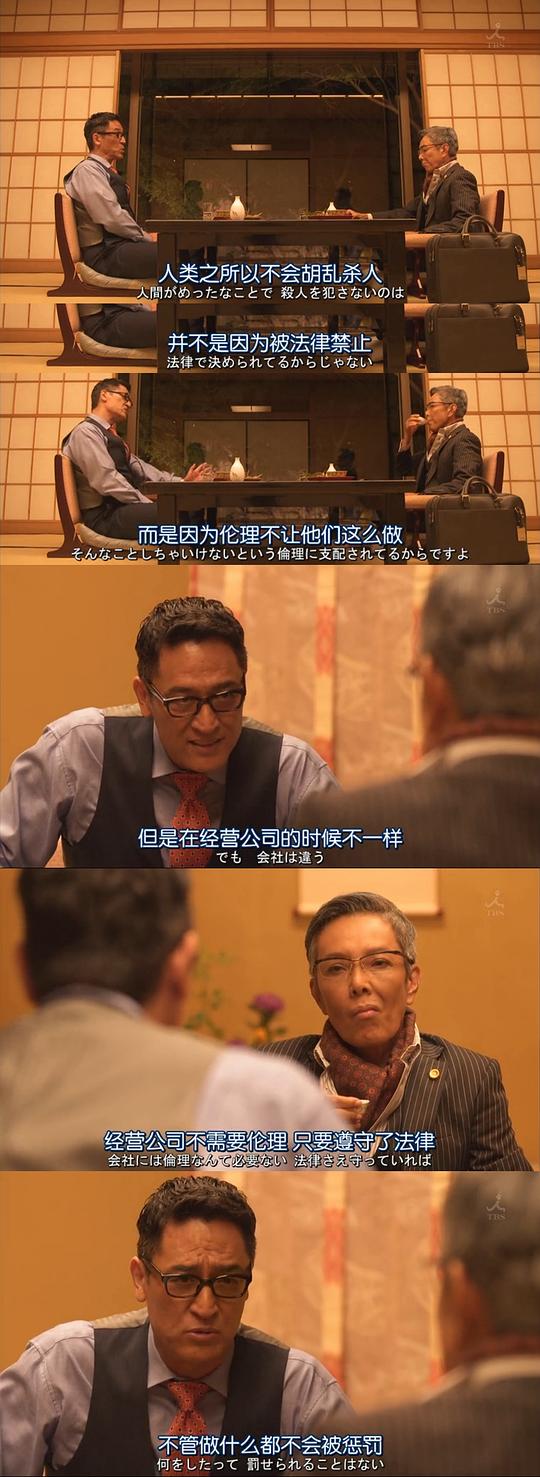 TBS
人类之所以不会胡乱杀人
人間がめったなことで 殺人を犯さないのは
并不是因为被法律禁止
法律で決められてるからじゃない
而是因为伦理不让他们这么做
そんなことしちゃいけないという倫理に支配されてるからですよ
TBS
但是在经营公司的时候不一样
でも 会社は違う
TBS
经营公司不需要伦理 只要遵守了法律
会社には倫理なんて必要ない 法律さえ守っていれば
TBS
不管做什么都不会被惩罚
何をしたって 罰せられることはない